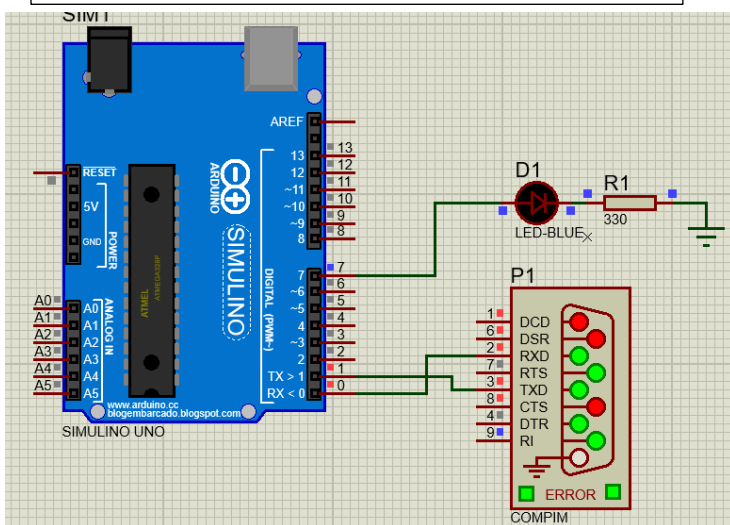 SIM1
AREF
13
13
12
12
RESET
~11
11
~10
10
5V
~9
9
8
8
GND
POWER
ARDUINO
SIMULINO
ATMEL
ATMEGA328P
ANALOG IN
DIGITAL (PWM~)
7
7
~6
6
~5
5
4
4
~3
3
2
2
TX > 1
1
RX < 0
0
A0
A0
A1
A1
A2
A2
A3
A3
A4
A4
A5
A5
www.arduino.cc
blogembarcado.blogspot.com
SIMULINO UNO
D1
LED-BLUE
R1
330
P1
1
DCD
6
DSR
2
RXD
7
RTS
3
TXD
8
CTS
4
DTR
9
RI
ERROR
COMPIM